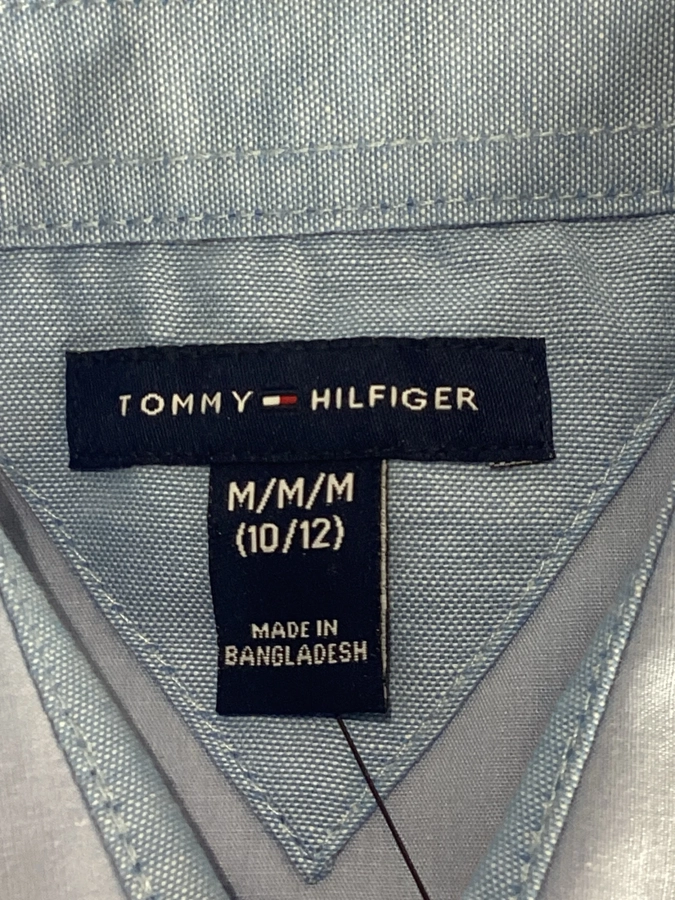 TOMMY HILFIGER
M/M/M
(10/12)
MADE IN
BANGLADESH